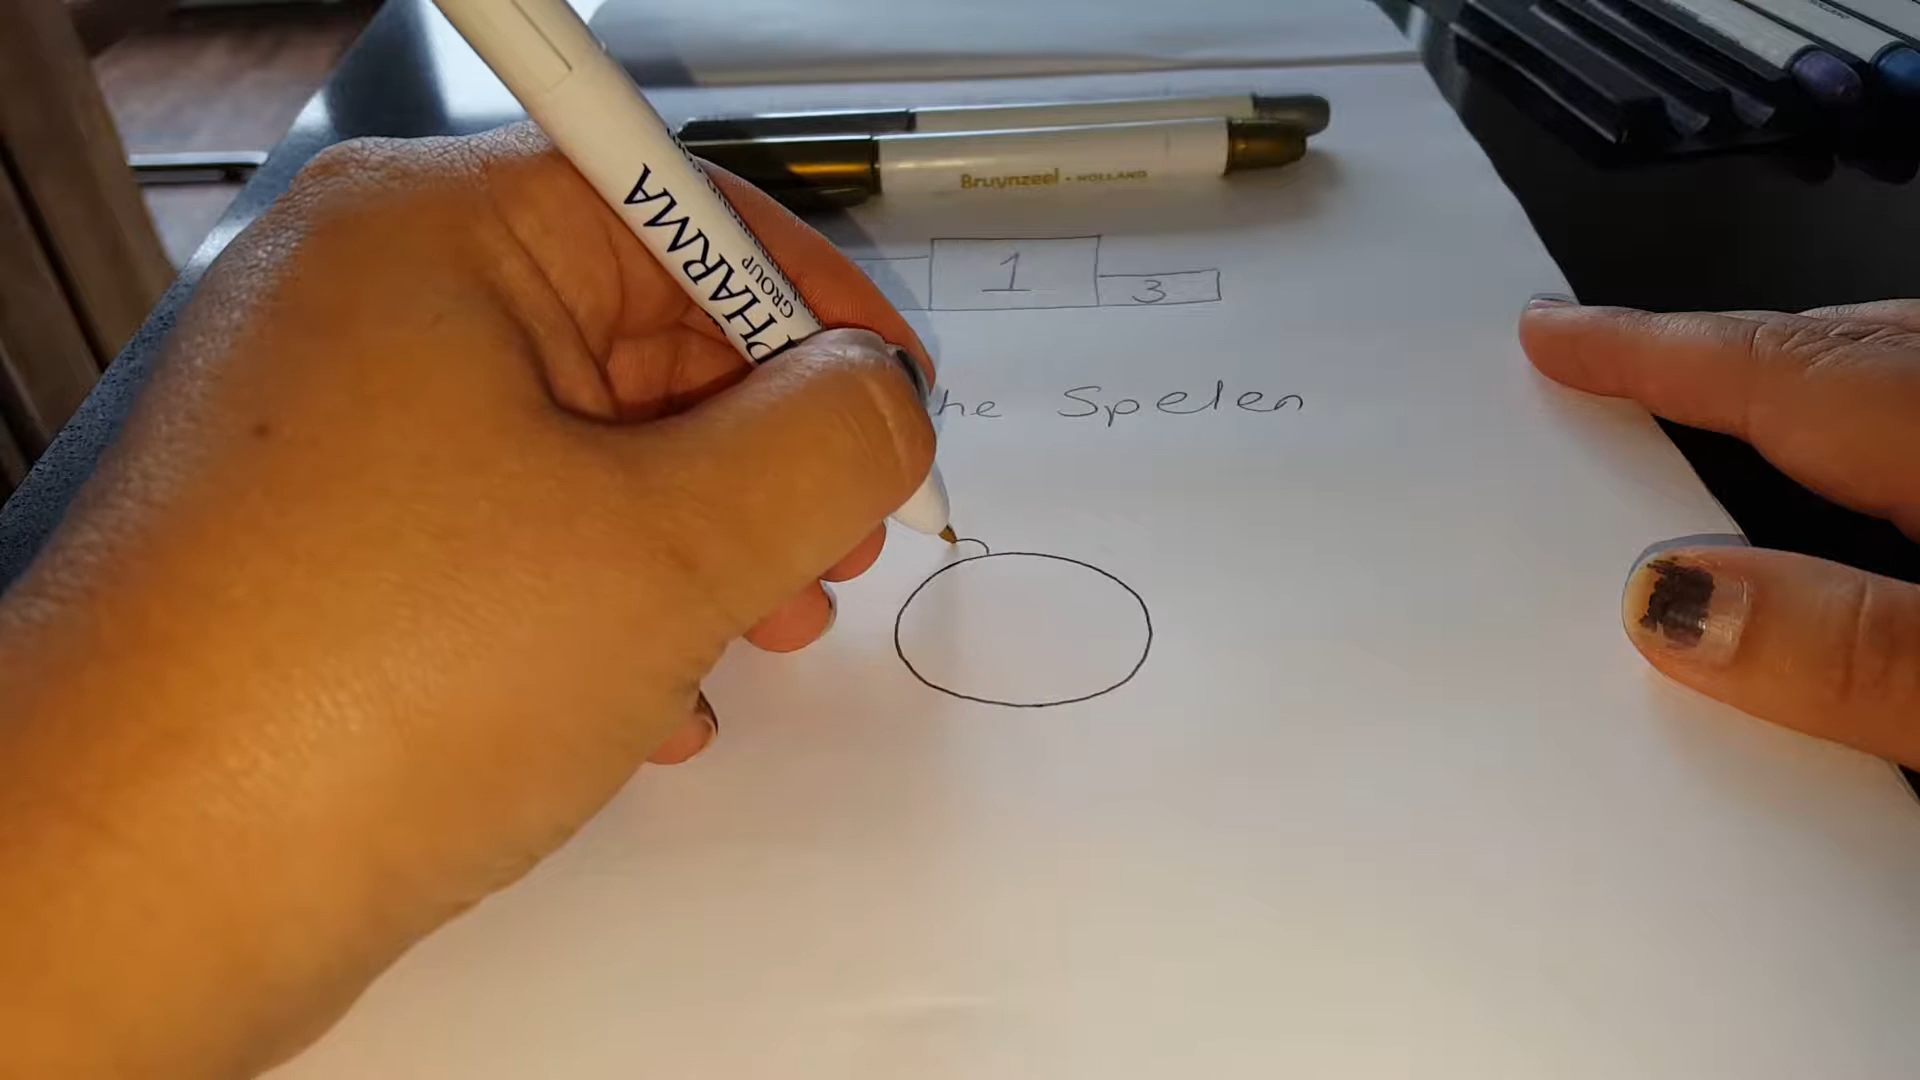 PHARMA
GROUP
Bruynzeel • HOLLAND
1
3
he Spelen